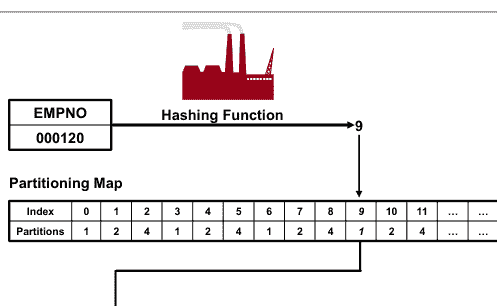 EMPNO
000120
Hashing Function
9
Partitioning Map
Index 0 1 2 3 4 5 6 7 8 9 10 11 ... ...
Partitions 1 2 4 1 2 4 1 2 4 1 2 4 ... ...